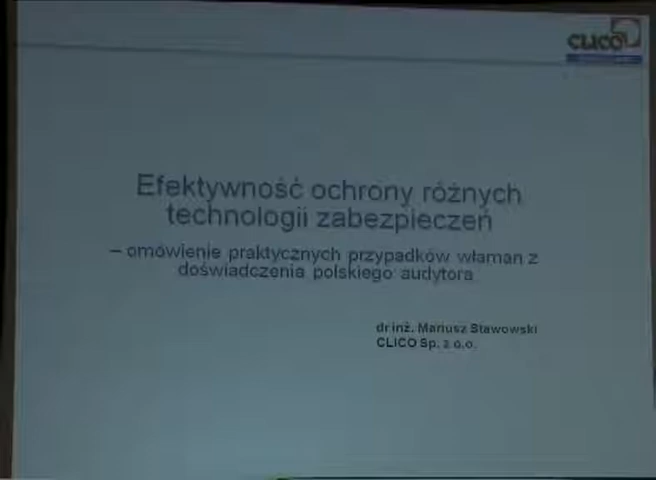 CLICO
Efektywność ochrony różnych
technologii zabezpieczeń
– omówienie praktycznych przypadków włamań z
doświadczenia polskiego audytora
dr inż. Mariusz Stawowski
CLICO Sp. z o.o.